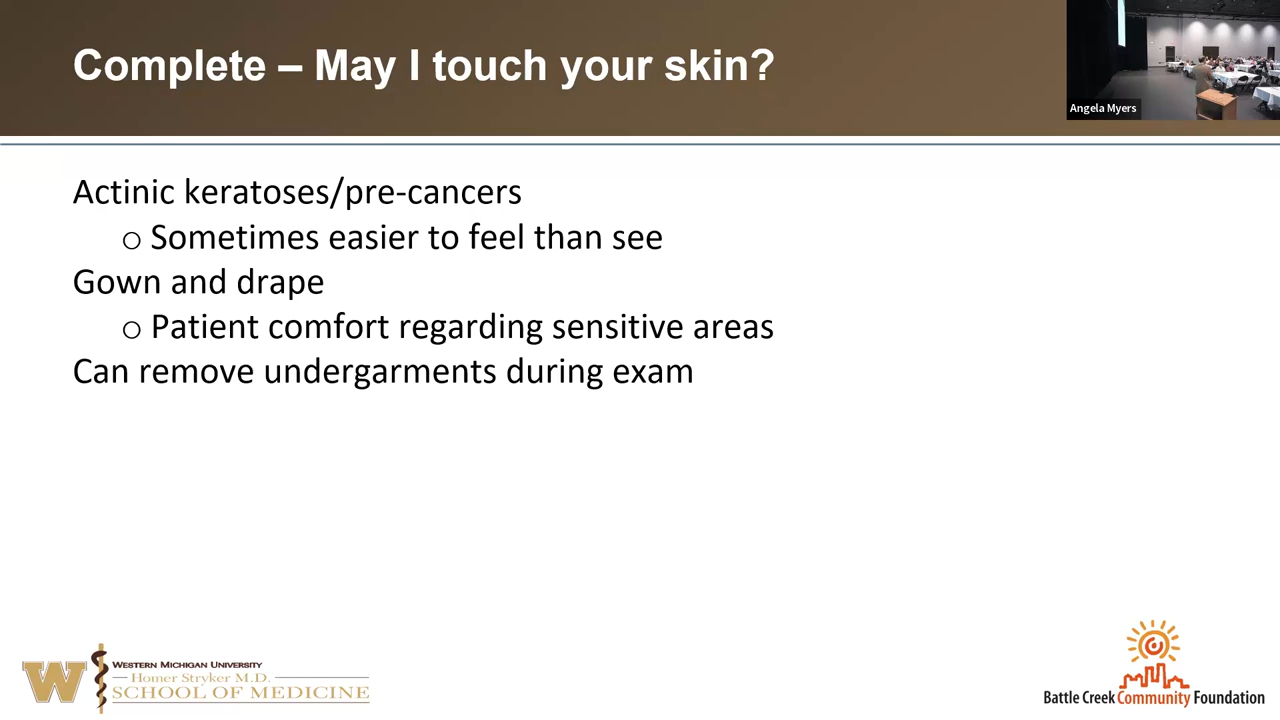 Complete – May I touch your skin?
Angela Myers
Actinic keratoses/pre-cancers
o Sometimes easier to feel than see
Gown and drape
o Patient comfort regarding sensitive areas
Can remove undergarments during exam
W
WESTERN MICHIGAN UNIVERSITY
Homer Stryker M.D.
SCHOOL OF MEDICINE
Battle Creek Community Foundation